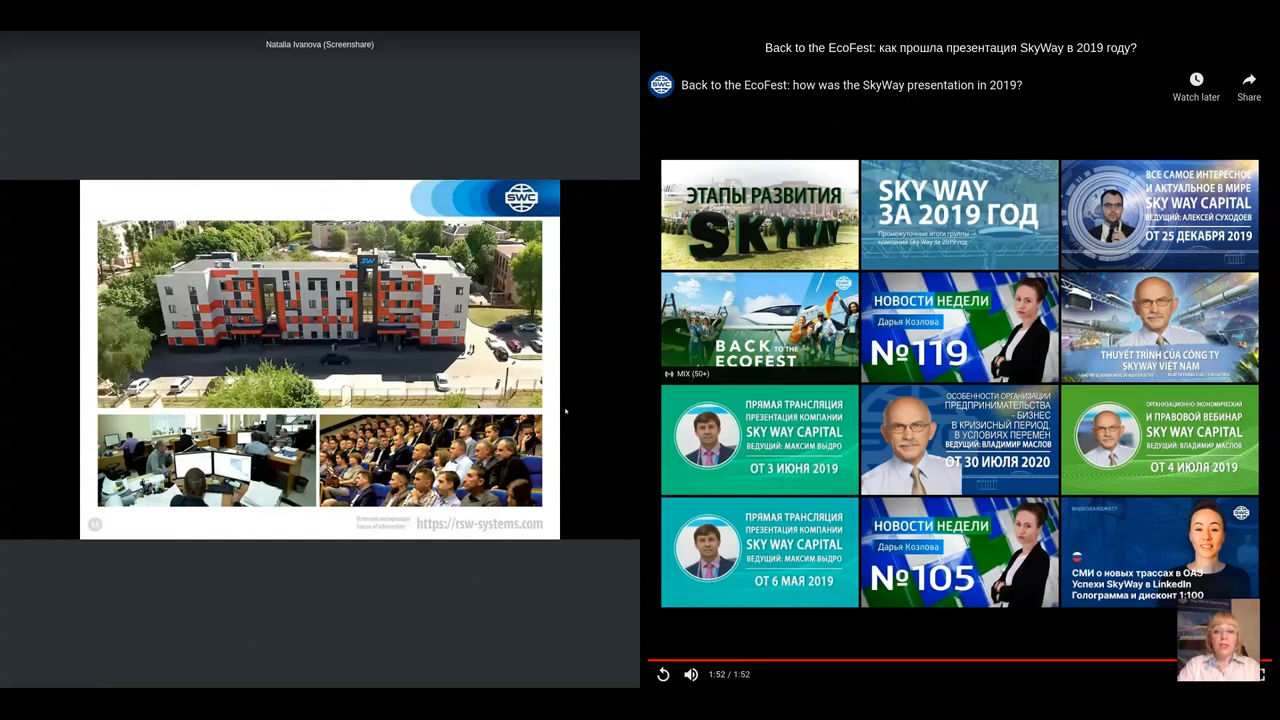 Natalia Ivanova (Screenshare)
SWC
SW
https://rsw-systems.com
Back to the EcoFest: как прошла презентация SkyWay в 2019 году?
SWC
Back to the EcoFest: how was the SkyWay presentation in 2019?
Watch later
Share
ЭТАПЫ РАЗВИТИЯ
SKYWAY
SKY WAY
ЗА 2019 ГОД
Промежуточные итоги группы
компаний Sky Way за 2019 год
ВСЕ САМОЕ ИНТЕРЕСНОЕ
И АКТУАЛЬНОЕ В МИРЕ
SKY WAY CAPITAL
ВЕДУЩИЙ: АЛЕКСЕЙ СУХОДОЕВ
ОТ 25 ДЕКАБРЯ 2019
BACK TO THE
ECOFEST
MIX (50+)
НОВОСТИ НЕДЕЛИ
Дарья Козлова
№119
THUYẾT TRÌNH CỦA CÔNG TY
SKYWAY VIỆT NAM
ПРЯМАЯ ТРАНСЛЯЦИЯ
ПРЕЗЕНТАЦИЯ КОМПАНИИ
SKY WAY CAPITAL
ВЕДУЩИЙ: МАКСИМ ВЫДРО
ОТ 3 ИЮНЯ 2019
ОСОБЕННОСТИ ОРГАНИЗАЦИИ
ПРЕДПРИНИМАТЕЛЬСТВА
- БИЗНЕС
В КРИЗИСНЫЙ ПЕРИОД,
В УСЛОВИЯХ ПЕРЕМЕН
ВЕДУЩИЙ: ВЛАДИМИР МАСЛОВ
ОТ 30 ИЮЛЯ 2020
ОРГАНИЗАЦИОННО-ЭКОНОМИЧЕСКИЙ
И ПРАВОВОЙ ВЕБИНАР
SKY WAY CAPITAL
ВЕДУЩИЙ: ВЛАДИМИР МАСЛОВ
ОТ 4 ИЮЛЯ 2019
ПРЯМАЯ ТРАНСЛЯЦИЯ
ПРЕЗЕНТАЦИЯ КОМПАНИИ
SKY WAY CAPITAL
ВЕДУЩИЙ: МАКСИМ ВЫДРО
ОТ 6 МАЯ 2019
НОВОСТИ НЕДЕЛИ
Дарья Козлова
№105
ВИДЕОДАЙДЖЕСТ
СМИ о новых трассах в ОАЭ
Успехи SkyWay в LinkedIn
Голограмма и дисконт 1:100
1:52 / 1:52